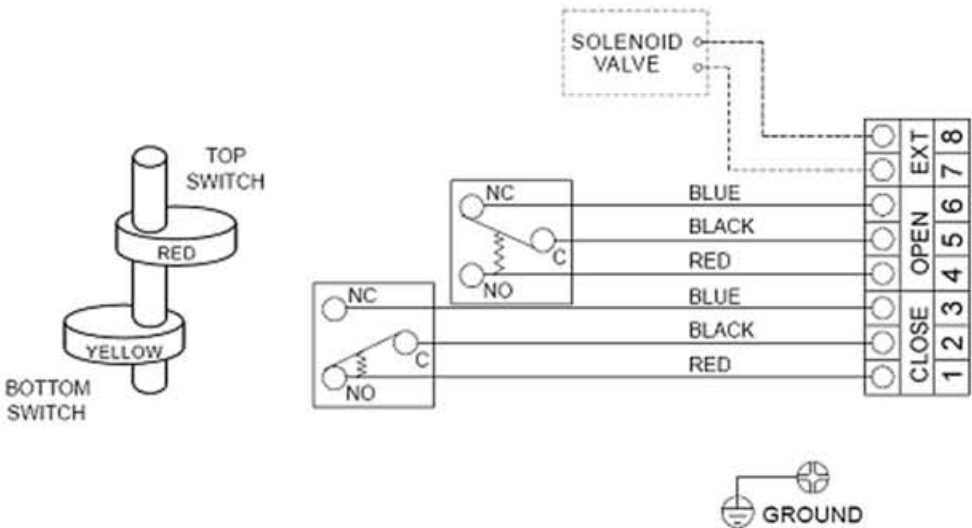 SOLENOID
VALVE
TOP
SWITCH
RED
YELLOW
BOTTOM
SWITCH
NC
C
NO
NC
C
NO
BLUE
BLACK
RED
BLUE
BLACK
RED
EXT
OPEN
CLOSE
8
7
6
5
4
3
2
1
GROUND